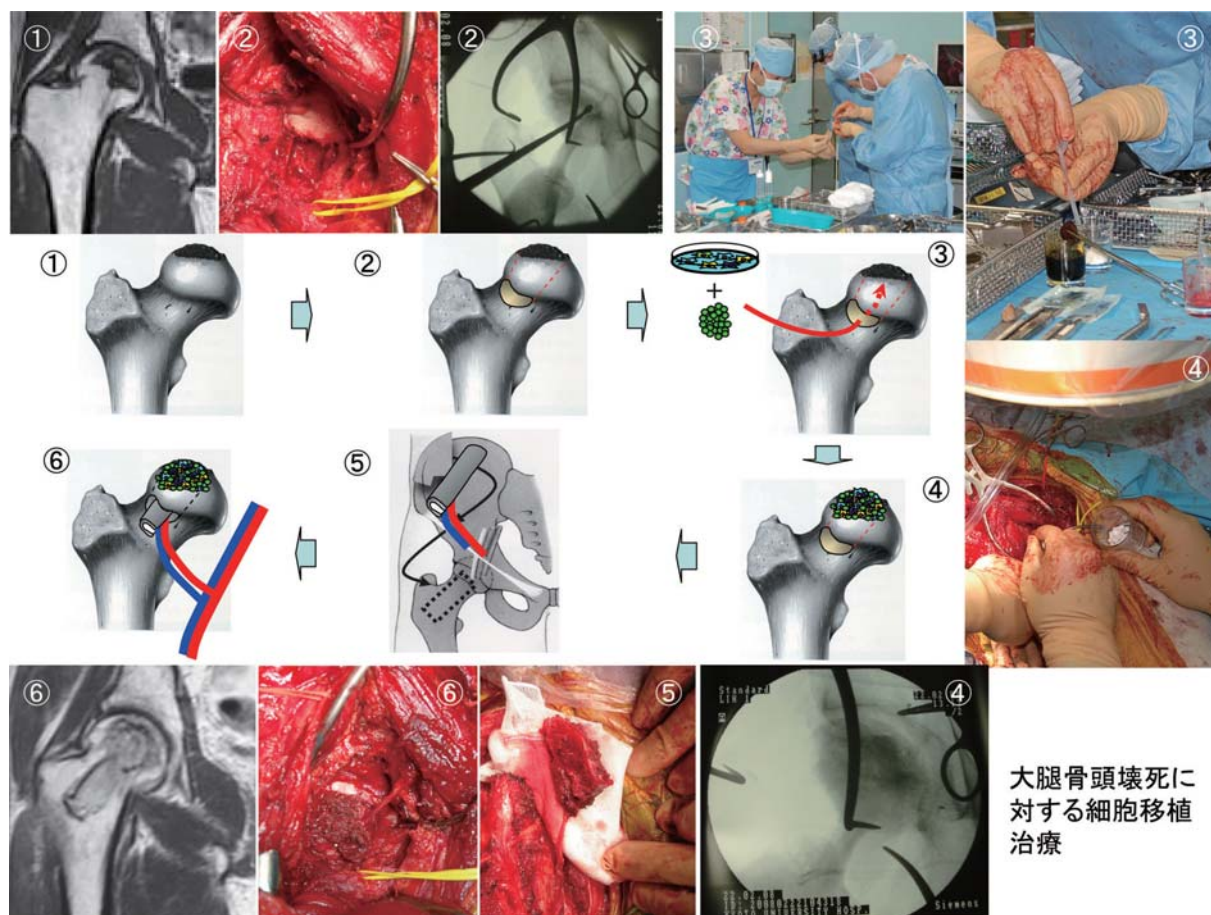 ① ② ② ③ ③
① ② ③
+
④
⑥ ⑤ ④
⑥ ⑥ ⑤ ④
Standard
Siemens
大腿骨頭壊死に
対する細胞移植
治療